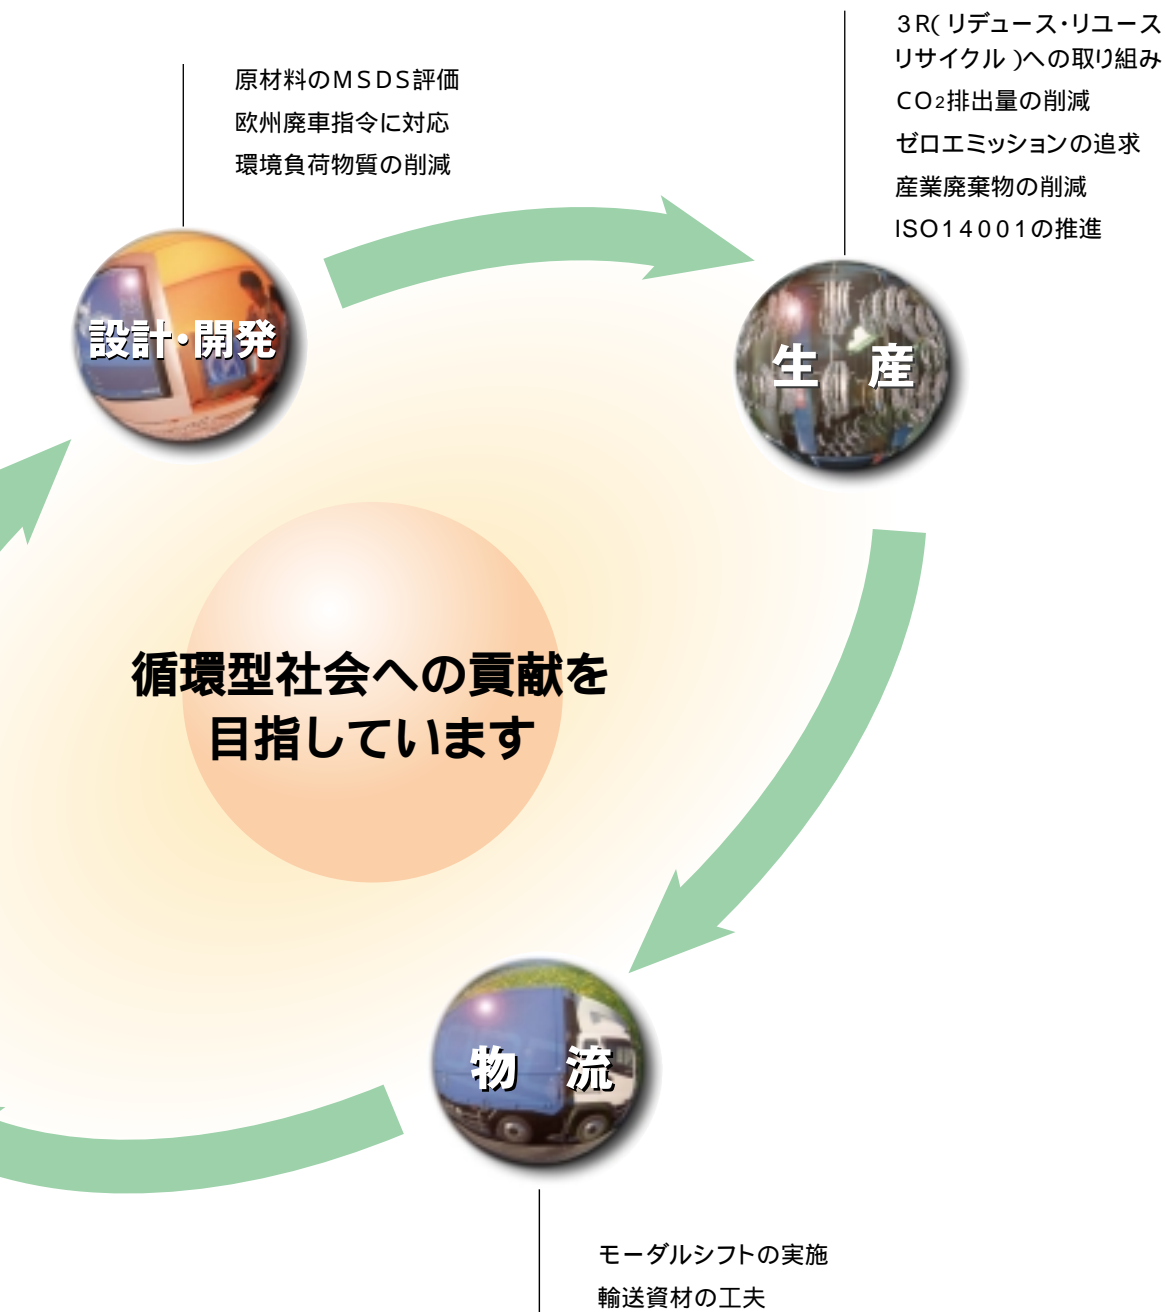 3R(リデュース・リユース
リサイクル)への取り組み
CO2排出量の削減
ゼロエミッションの追求
産業廃棄物の削減
ISO14001の推進
原材料のMSDS評価
欧州廃車指令に対応
環境負荷物質の削減
設計・開発
生 産
循環型社会への貢献を
目指しています
物 流
モーダルシフトの実施
輸送資材の工夫